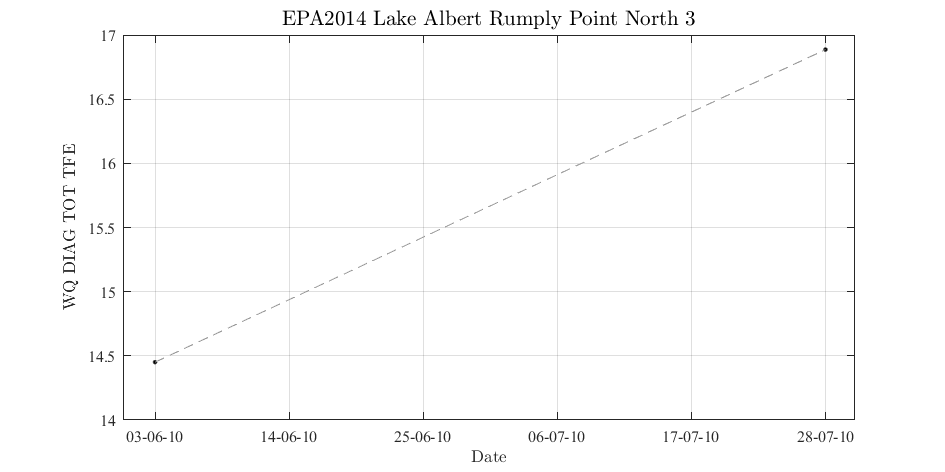 EPA2014 Lake Albert Rumply Point North 3
17
16.5
16
15.5
15
14.5
14
WQ DIAG TOT TFE
03-06-10 14-06-10 25-06-10 06-07-10 17-07-10 28-07-10
Date